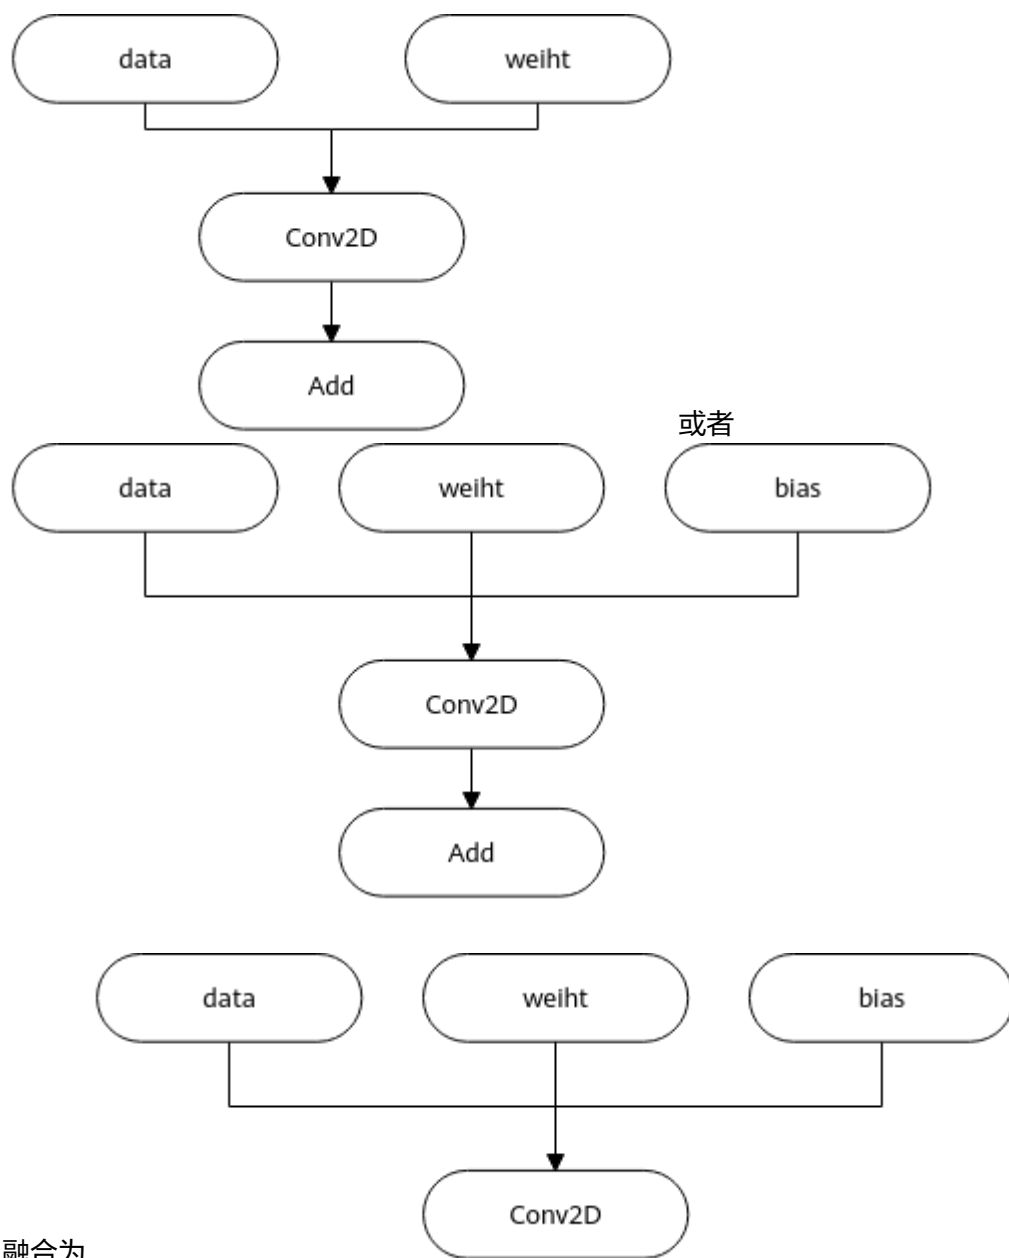 data weiht
Conv2D
Add
或者
data weiht bias
Conv2D
Add
data weiht bias
Conv2D
融合为